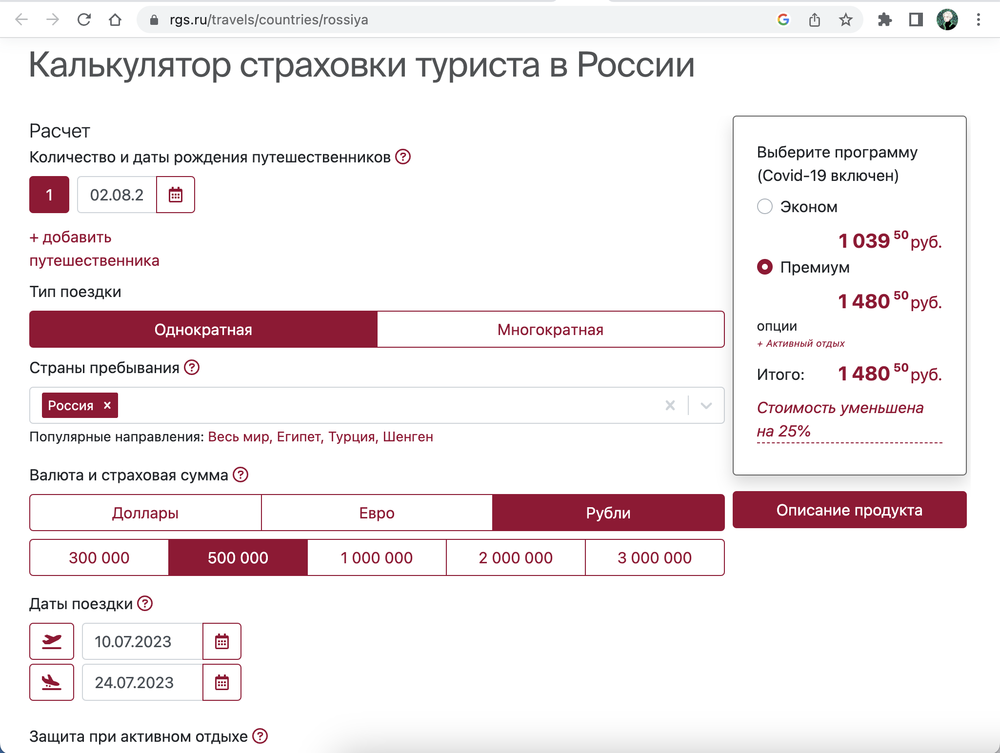 rgs.ru/travels/countries/rossiya
Калькулятор страховки туриста в России
Расчет
Количество и даты рождения путешественников ?
1
02.08.2
+ добавить
путешественника
Тип поездки
Однократная
Многократная
Страны пребывания ?
Россия ×
Популярные направления: Весь мир, Египет, Турция, Шенген
Валюта и страховая сумма ?
Доллары
Евро
Рубли
300 000
500 000
1 000 000
2 000 000
3 000 000
Даты поездки ?
10.07.2023
24.07.2023
Защита при активном отдыхе ?
Выберите программу
(Covid-19 включен)
Эконом
1 039 50 руб.
Премиум
1 480 50 руб.
опции
+ Активный отдых
Итого: 1 480 50 руб.
Стоимость уменьшена
на 25%
Описание продукта